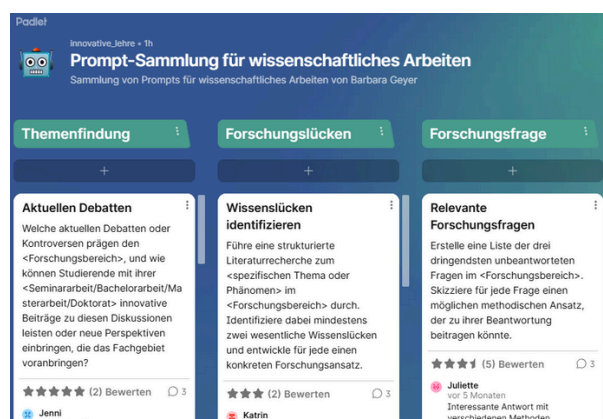 Padlet
Innovative_lehre • 1h
Prompt-Sammlung für wissenschaftliches Arbeiten
Sammlung von Prompts für wissenschaftliches Arbeiten von Barbara Geyer
Themenfindung
Forschungslücken
Forschungsfrage
+
+
+
Aktuellen Debatten
Welche aktuellen Debatten oder
Kontroversen prägen den
<Forschungsbereich>, und wie
können Studierende mit ihrer
<Seminararbeit/Bachelorarbeit/Ma
sterarbeit/Doktorat> innovative
Beiträge zu diesen Diskussionen
leisten oder neue Perspektiven
einbringen, die das Fachgebiet
voranbringen?
(2) Bewerten 3
Jenni
Wissenslücken
identifizieren
Führe eine strukturierte
Literaturrecherche zum
<spezifischen Thema oder
Phänomen> im
<Forschungsbereich> durch.
Identifiziere dabei mindestens
zwei wesentliche Wissenslücken
und entwickle für jede einen
konkreten Forschungsansatz.
(2) Bewerten 3
Katrin
Relevante
Forschungsfragen
Erstelle eine Liste der drei
dringendsten unbeantworteten
Fragen im <Forschungsbereich>.
Skizziere für jede Frage einen
möglichen methodischen Ansatz,
der zu ihrer Beantwortung
beitragen könnte.
(5) Bewerten 3
Juliette
vor 5 Monaten
Interessante Antwort mit
verschiedenen Methoden